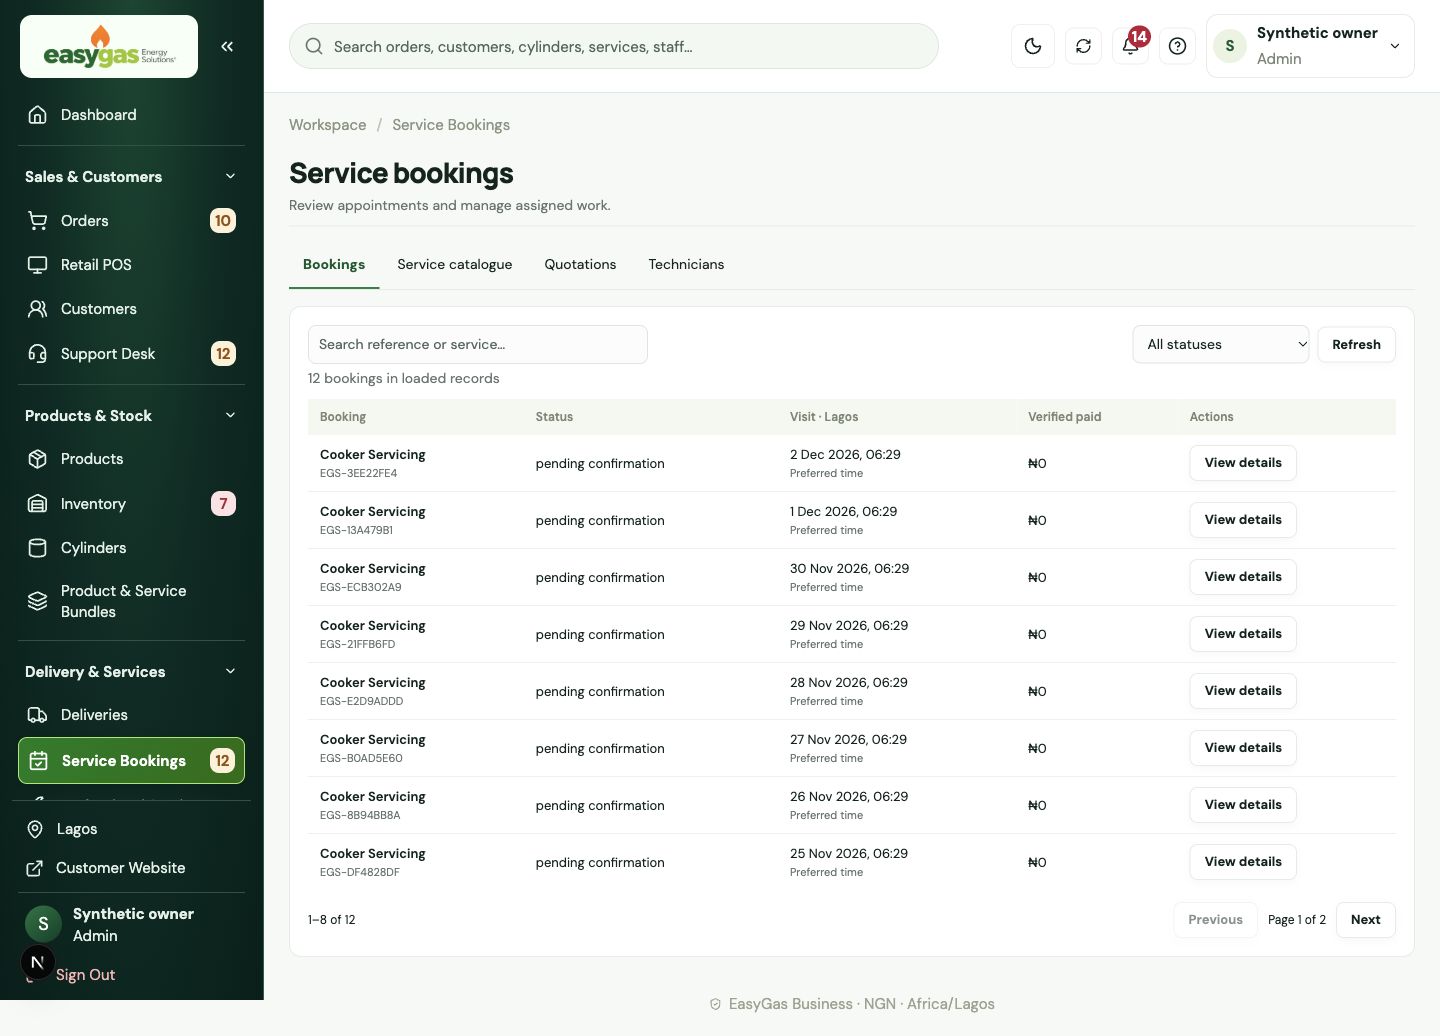 easygas Energy Solutions
Search orders, customers, cylinders, services, staff…
14
S
Synthetic owner
Admin
Dashboard
Sales & Customers
Orders 10
Retail POS
Customers
Support Desk 12
Products & Stock
Products
Inventory 7
Cylinders
Product & Service
Bundles
Delivery & Services
Deliveries
Service Bookings 12
Lagos
Customer Website
S
Synthetic owner
Admin
N
Sign Out
Workspace / Service Bookings
Service bookings
Review appointments and manage assigned work.
Bookings Service catalogue Quotations Technicians
Search reference or service…
All statuses Refresh
12 bookings in loaded records
Booking Status Visit · Lagos Verified paid Actions
Cooker Servicing
EGS-3EE22FE4
pending confirmation
2 Dec 2026, 06:29
Preferred time
₦0
View details
Cooker Servicing
EGS-13A479B1
pending confirmation
1 Dec 2026, 06:29
Preferred time
₦0
View details
Cooker Servicing
EGS-ECB302A9
pending confirmation
30 Nov 2026, 06:29
Preferred time
₦0
View details
Cooker Servicing
EGS-21FFB6FD
pending confirmation
29 Nov 2026, 06:29
Preferred time
₦0
View details
Cooker Servicing
EGS-E2D9ADDD
pending confirmation
28 Nov 2026, 06:29
Preferred time
₦0
View details
Cooker Servicing
EGS-B0AD5E60
pending confirmation
27 Nov 2026, 06:29
Preferred time
₦0
View details
Cooker Servicing
EGS-8B94BB8A
pending confirmation
26 Nov 2026, 06:29
Preferred time
₦0
View details
Cooker Servicing
EGS-DF4828DF
pending confirmation
25 Nov 2026, 06:29
Preferred time
₦0
View details
1–8 of 12
Previous Page 1 of 2 Next
EasyGas Business · NGN · Africa/Lagos